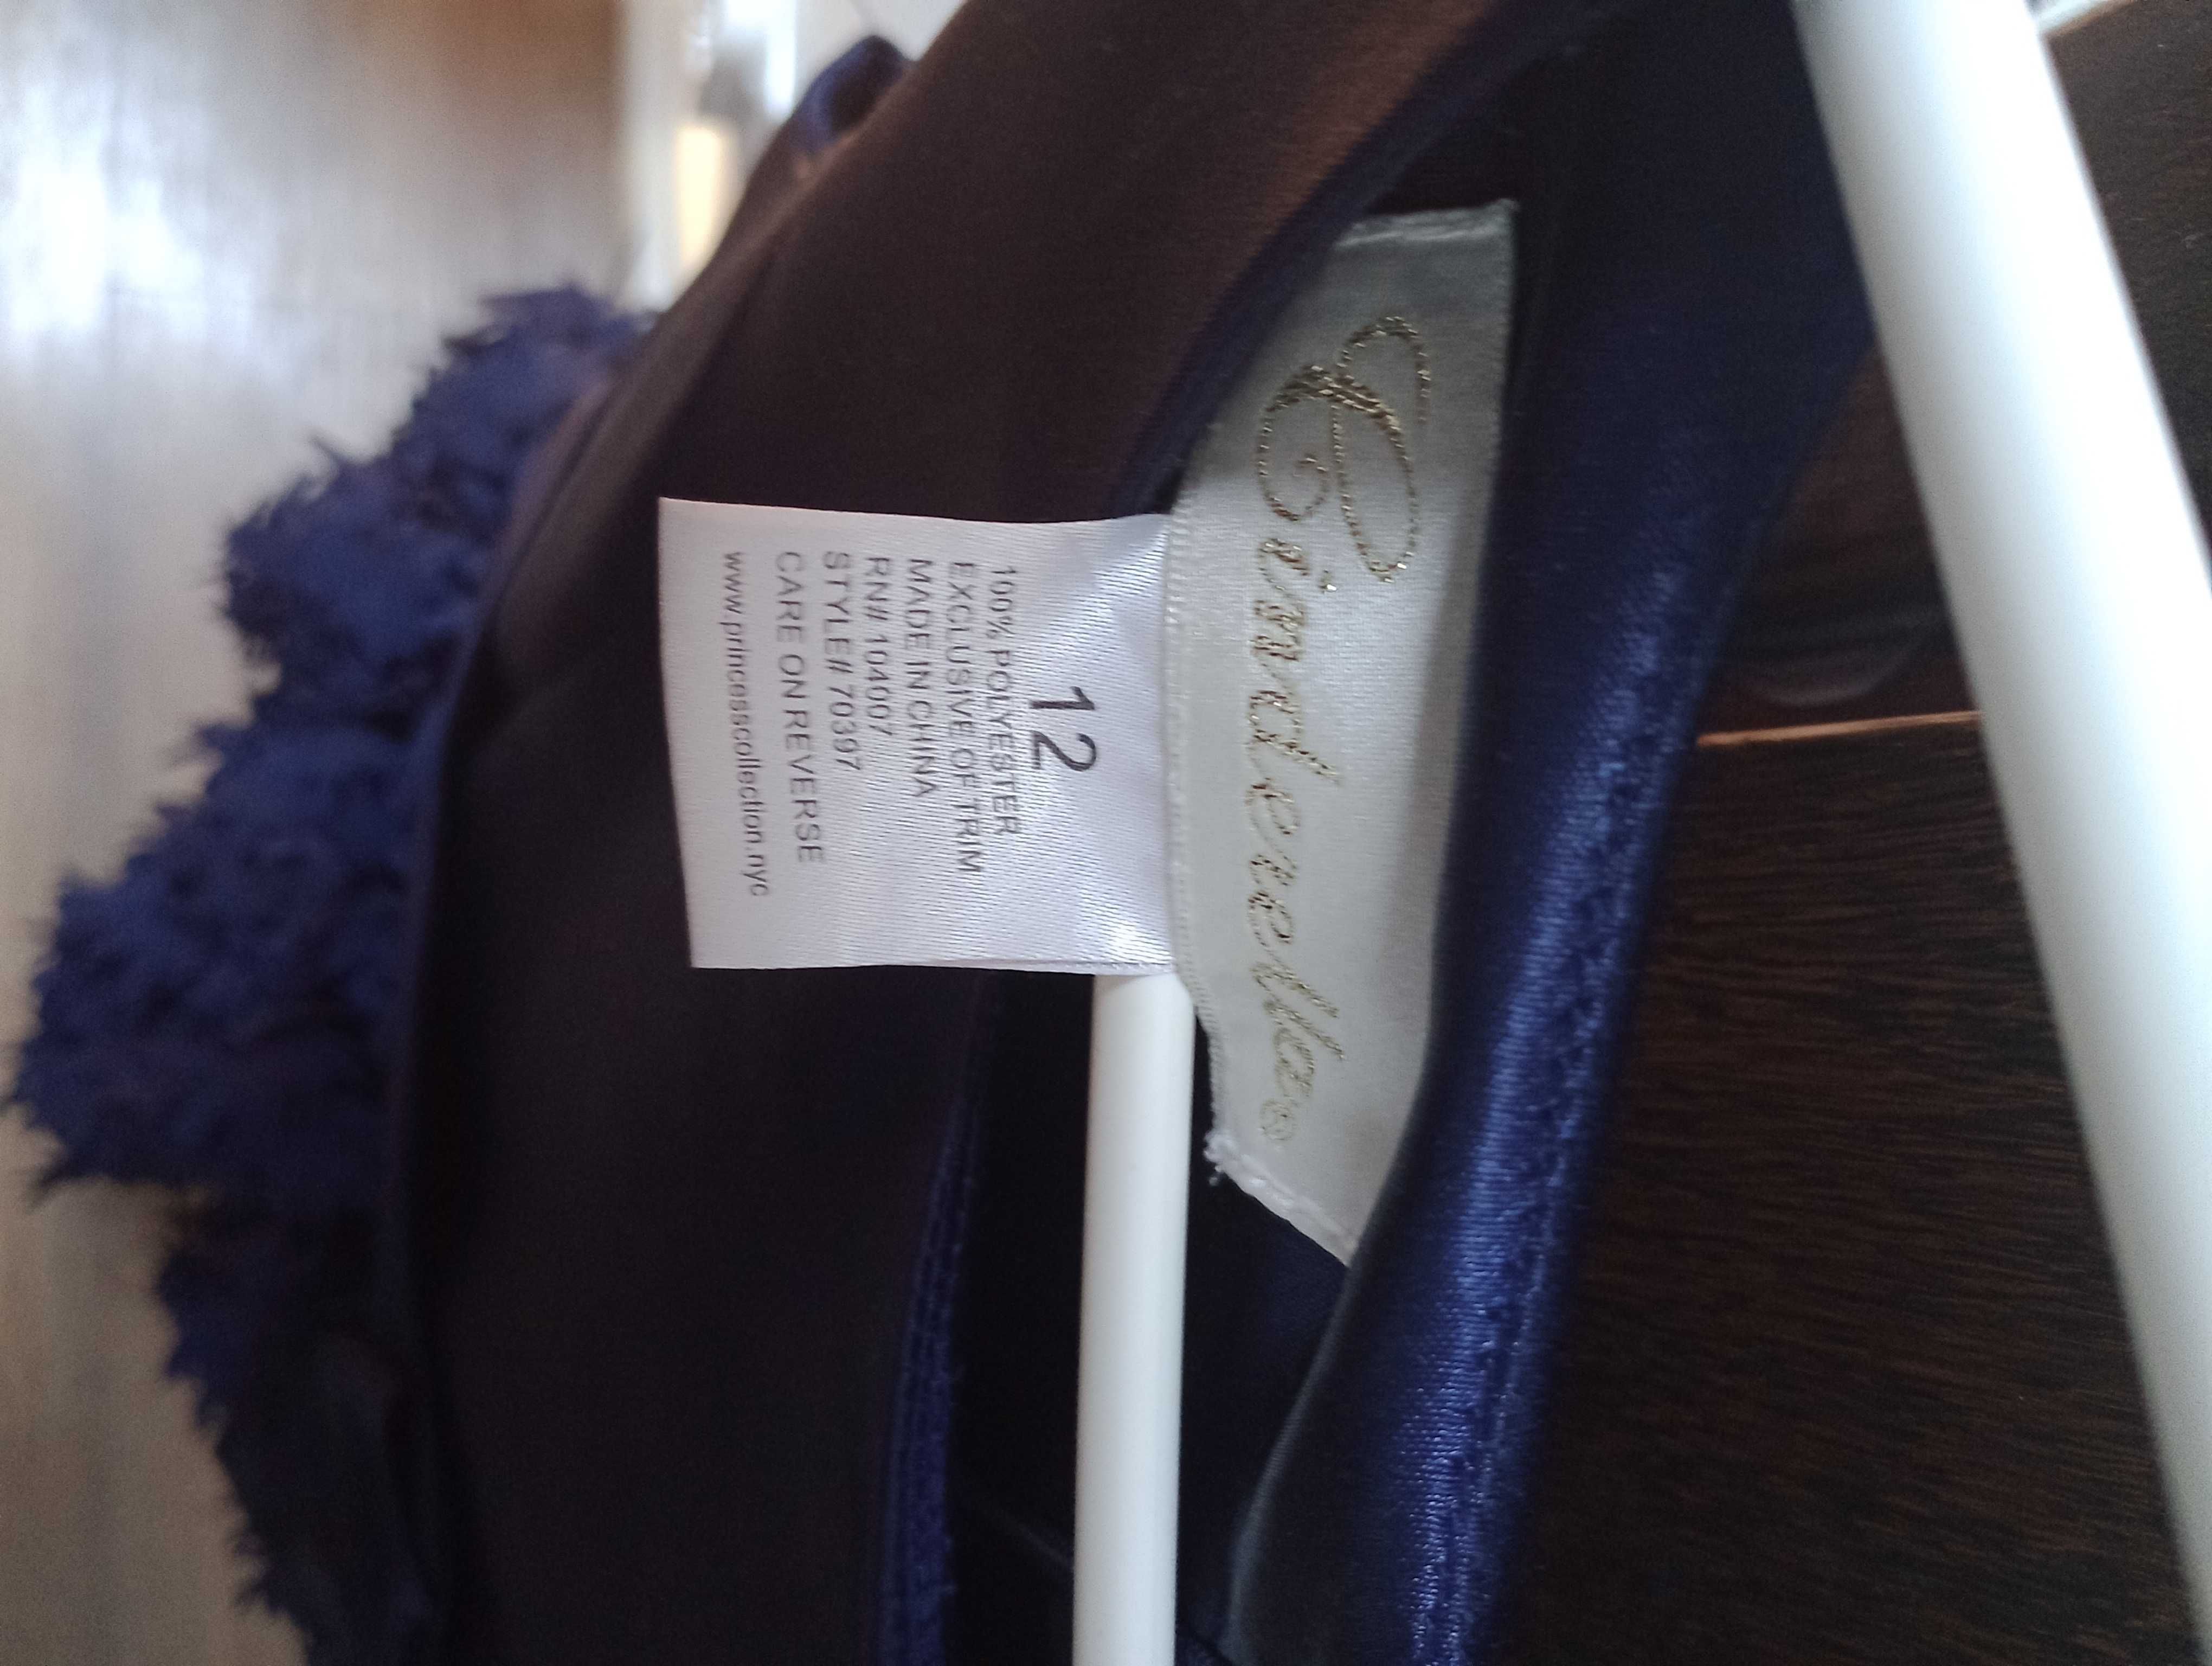 Cinderella®
12
100% POLYESTER
EXCLUSIVE OF TRIM
MADE IN CHINA
RN# 104007
STYLE# 70397
CARE ON REVERSE
www.princesscollection.nyc